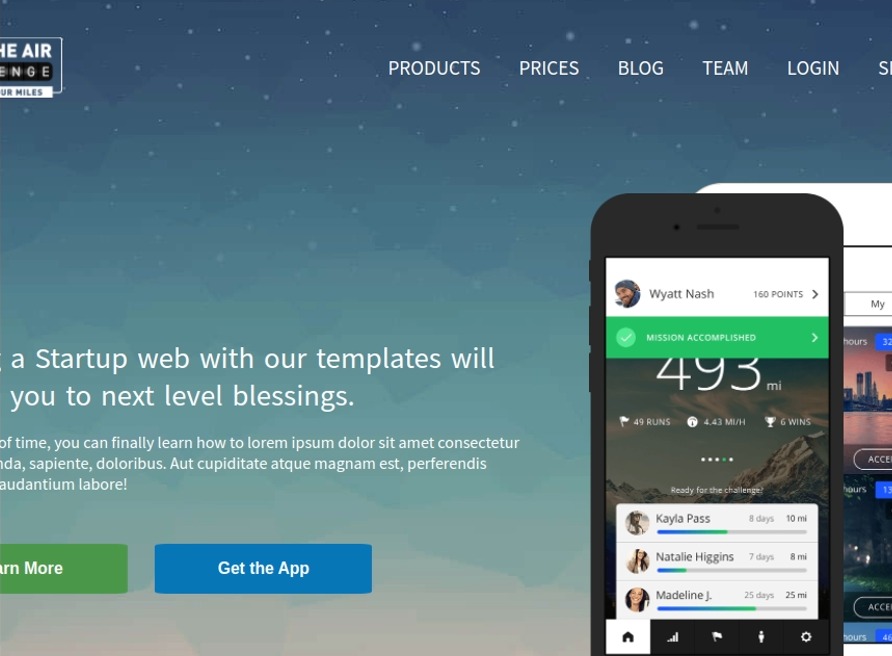 HE AIR
ENGE
UR MILES
PRODUCTS PRICES BLOG TEAM LOGIN
a Startup web with our templates will
you to next level blessings.
of time, you can finally learn how to lorem ipsum dolor sit amet consectetur
nda, sapiente, doloribus. Aut cupiditate atque magnam est, perferendis
audantium labore!
arn More
Get the App
Wyatt Nash 160 POINTS
MISSION ACCOMPLISHED
493 mi
49 RUNS 4.43 MI/H 6 WINS
Ready for the challenge?
Kayla Pass 8 days 10 mi
Natalie Higgins 7 days 8 mi
Madeline J. 25 days 25 mi
My
hours 32
ACCE
hours 13
ACCE
46